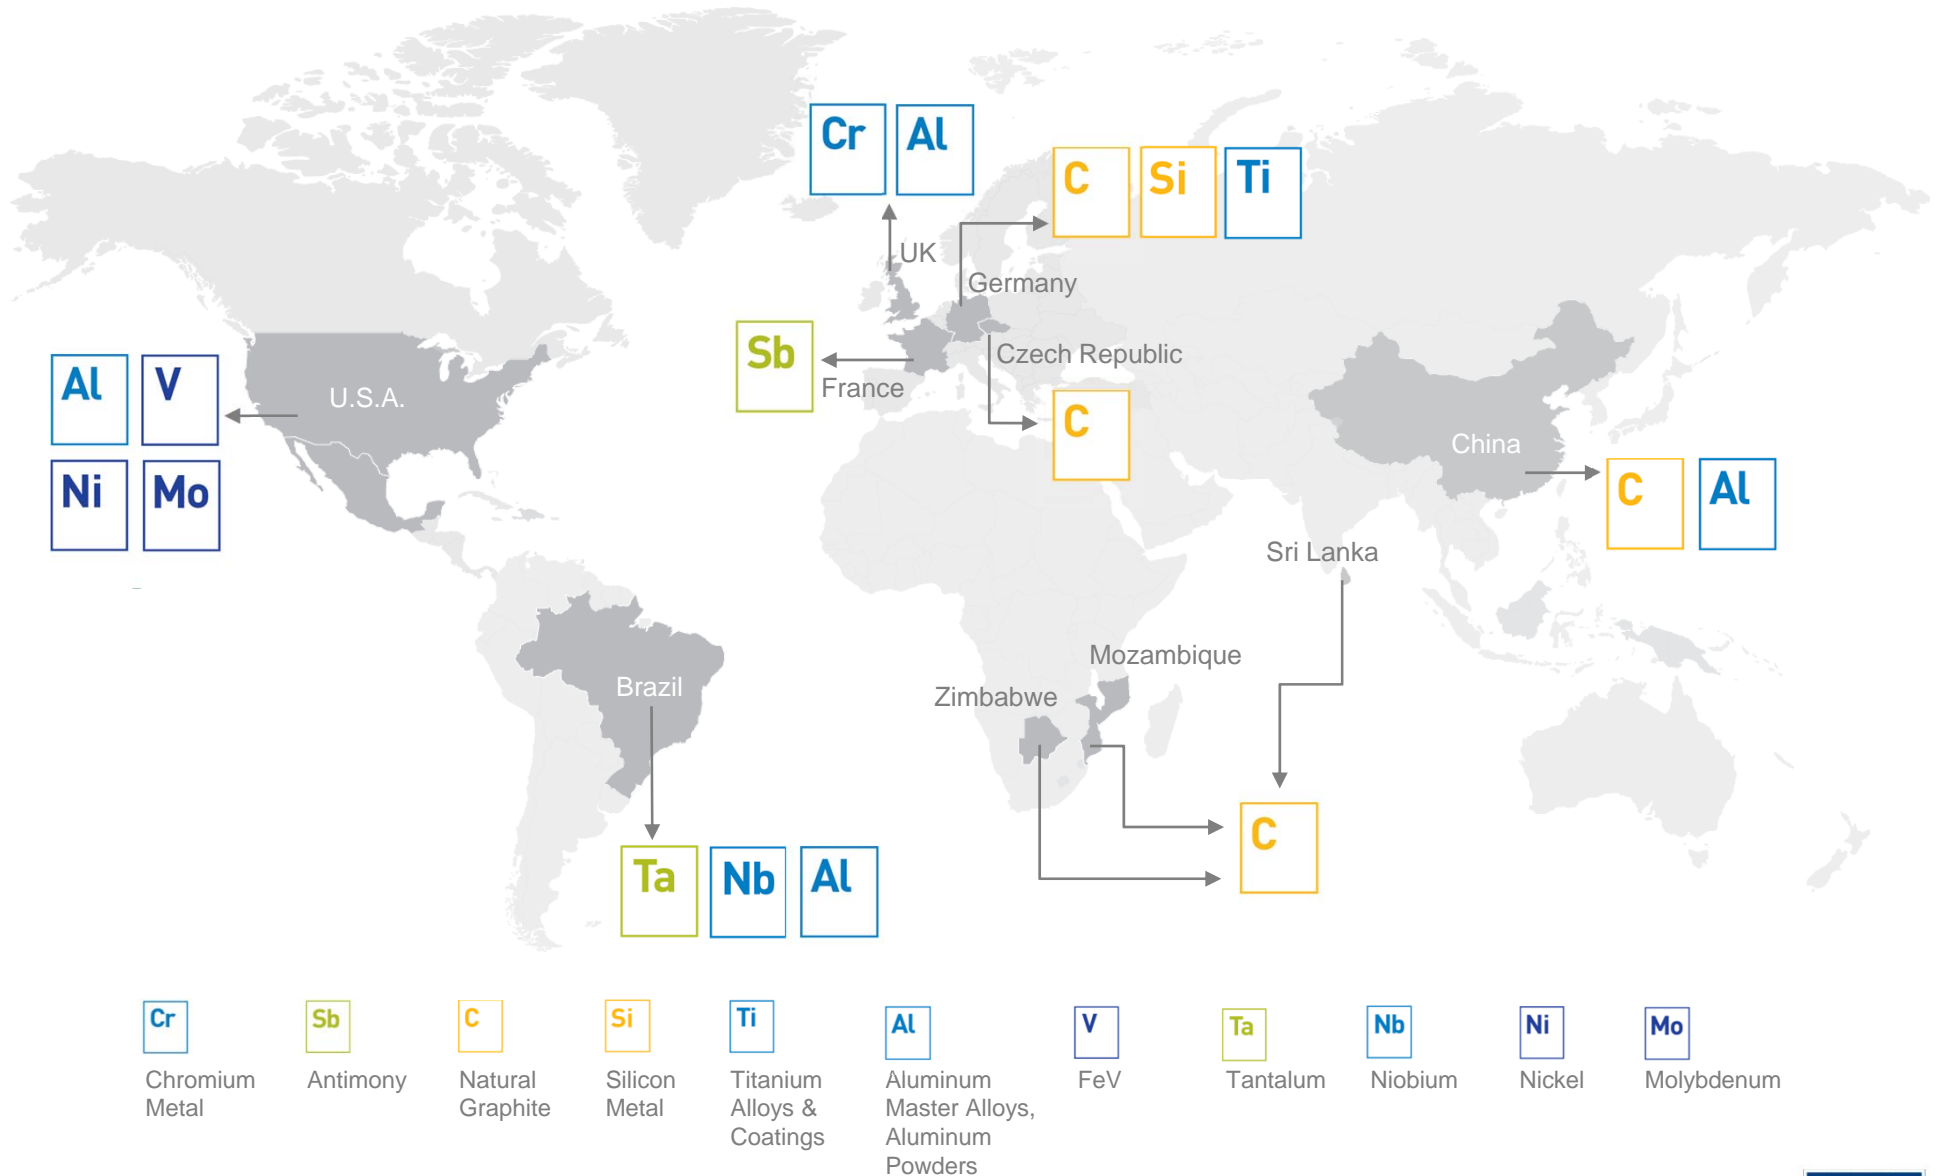 Cr Al
C Si Ti
UK
Germany
Sb
Czech Republic
France
Al V
U.S.A.
C
China
Ni Mo
C Al
Sri Lanka
Mozambique
Zimbabwe
Brazil
C
Ta Nb Al
Cr
Chromium
Metal
Sb
Antimony
C
Natural
Graphite
Si
Silicon
Metal
Ti
Titanium
Alloys &
Coatings
Al
Aluminum
Master Alloys,
Aluminum
Powders
V
FeV
Ta
Tantalum
Nb
Niobium
Ni
Nickel
Mo
Molybdenum